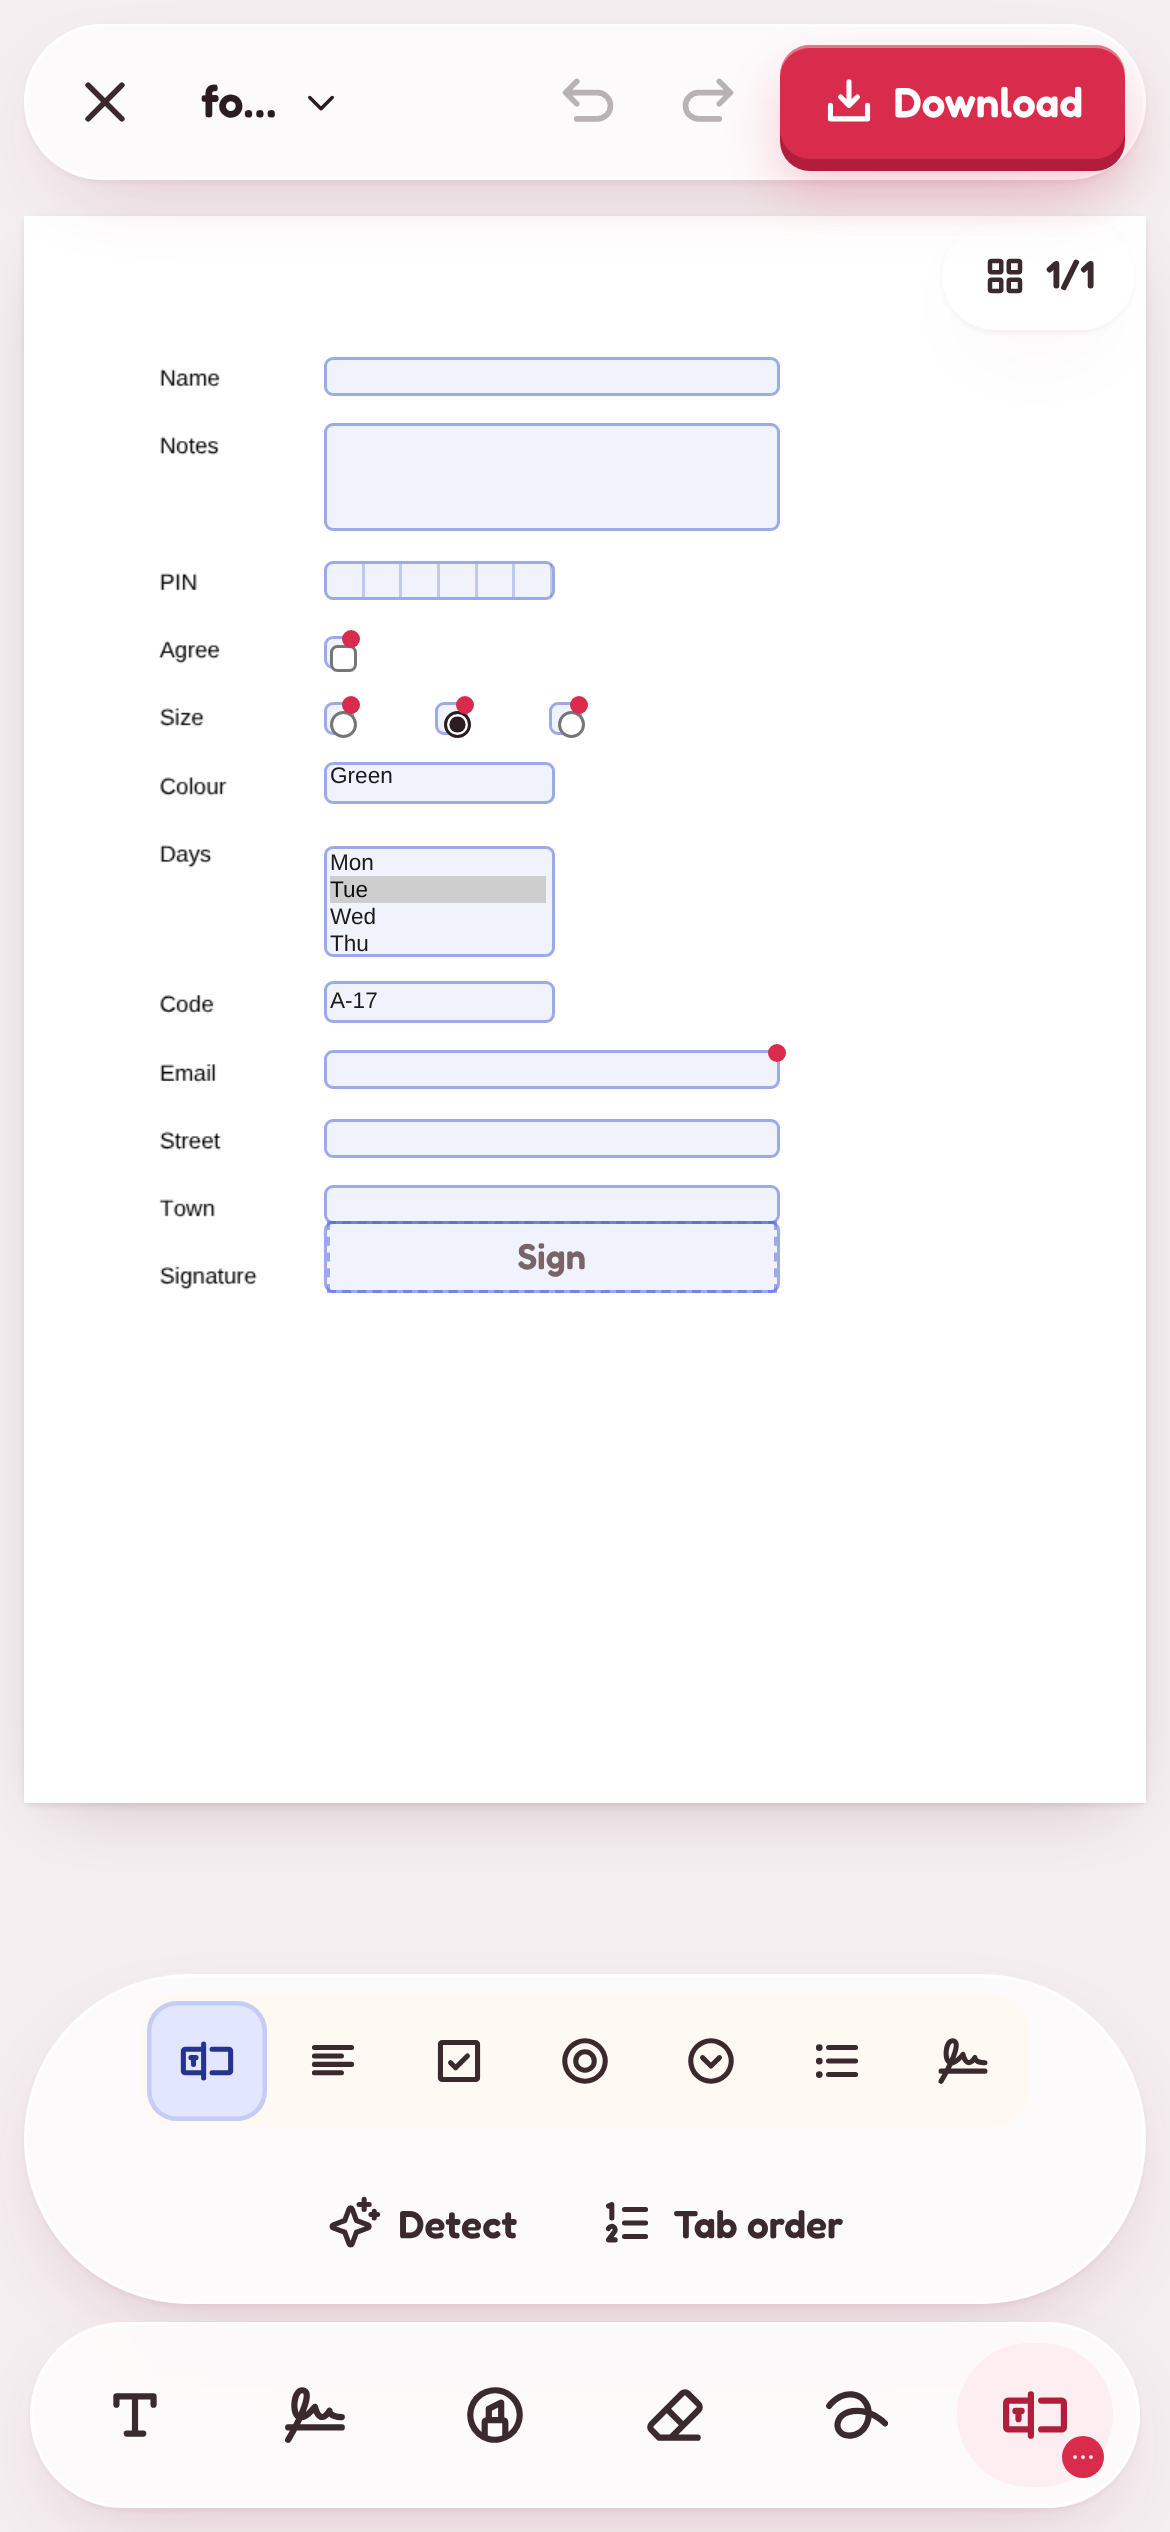 fo...
Download
1/1
Name
Notes
PIN
Agree
Size
Colour Green
Days Mon
Tue
Wed
Thu
Code A-17
Email
Street
Town
Sign
Signature
Detect
Tab order